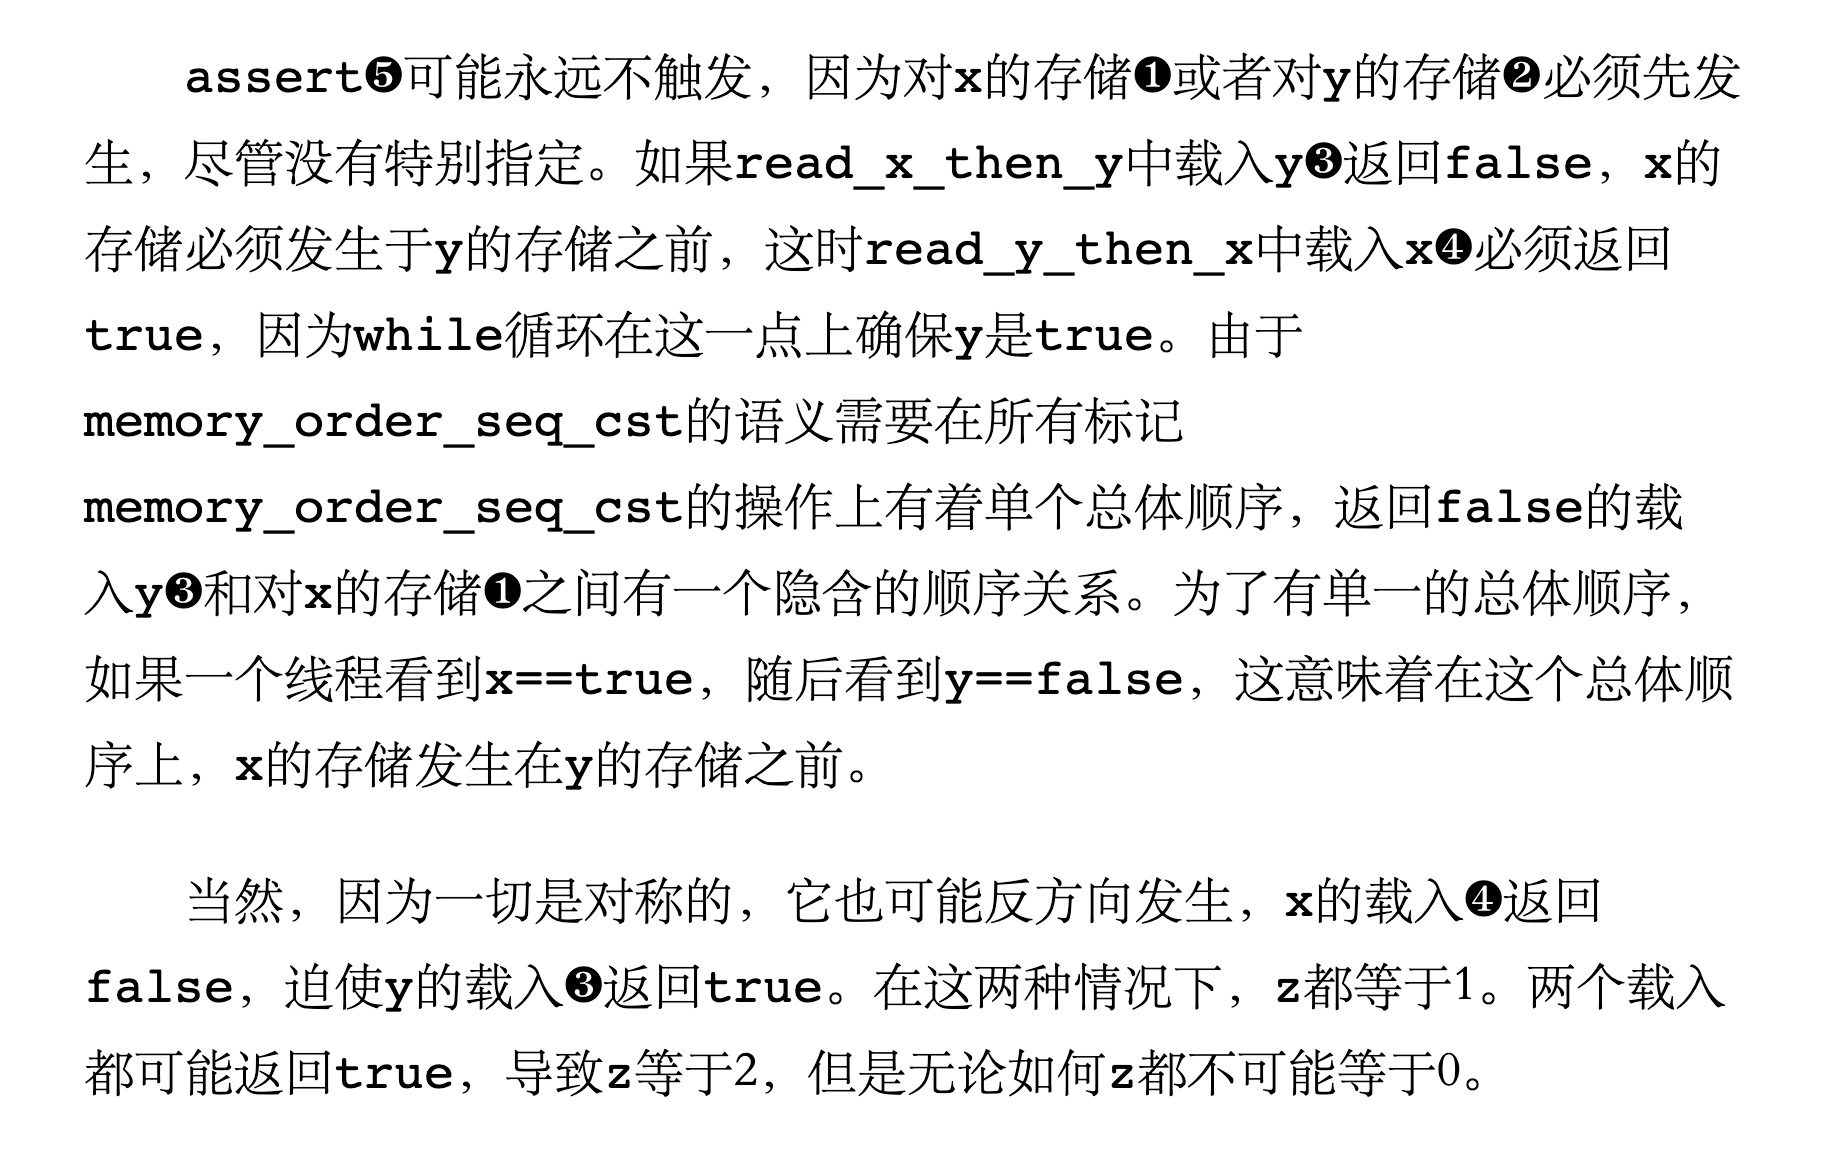 assert❺可能永远不触发，因为对x的存储❶或者对y的存储❷必须先发
生，尽管没有特别指定。如果read_x_then_y中载入y❸返回false，x的
存储必须发生于y的存储之前，这时read_y_then_x中载入x❹必须返回
true，因为while循环在这一点上确保y是true。由于
memory_order_seq_cst的语义需要在所有标记
memory_order_seq_cst的操作上有着单个总体顺序，返回false的载
入y❸和对x的存储❶之间有一个隐含的顺序关系。为了有单一的总体顺序，
如果一个线程看到x==true，随后看到y==false，这意味着在这个总体顺
序上，x的存储发生在y的存储之前。
当然，因为一切是对称的，它也可能反方向发生，x的载入❹返回
false，迫使y的载入❸返回true。在这两种情况下，z都等于1。两个载入
都可能返回true，导致z等于2，但是无论如何z都不可能等于0。